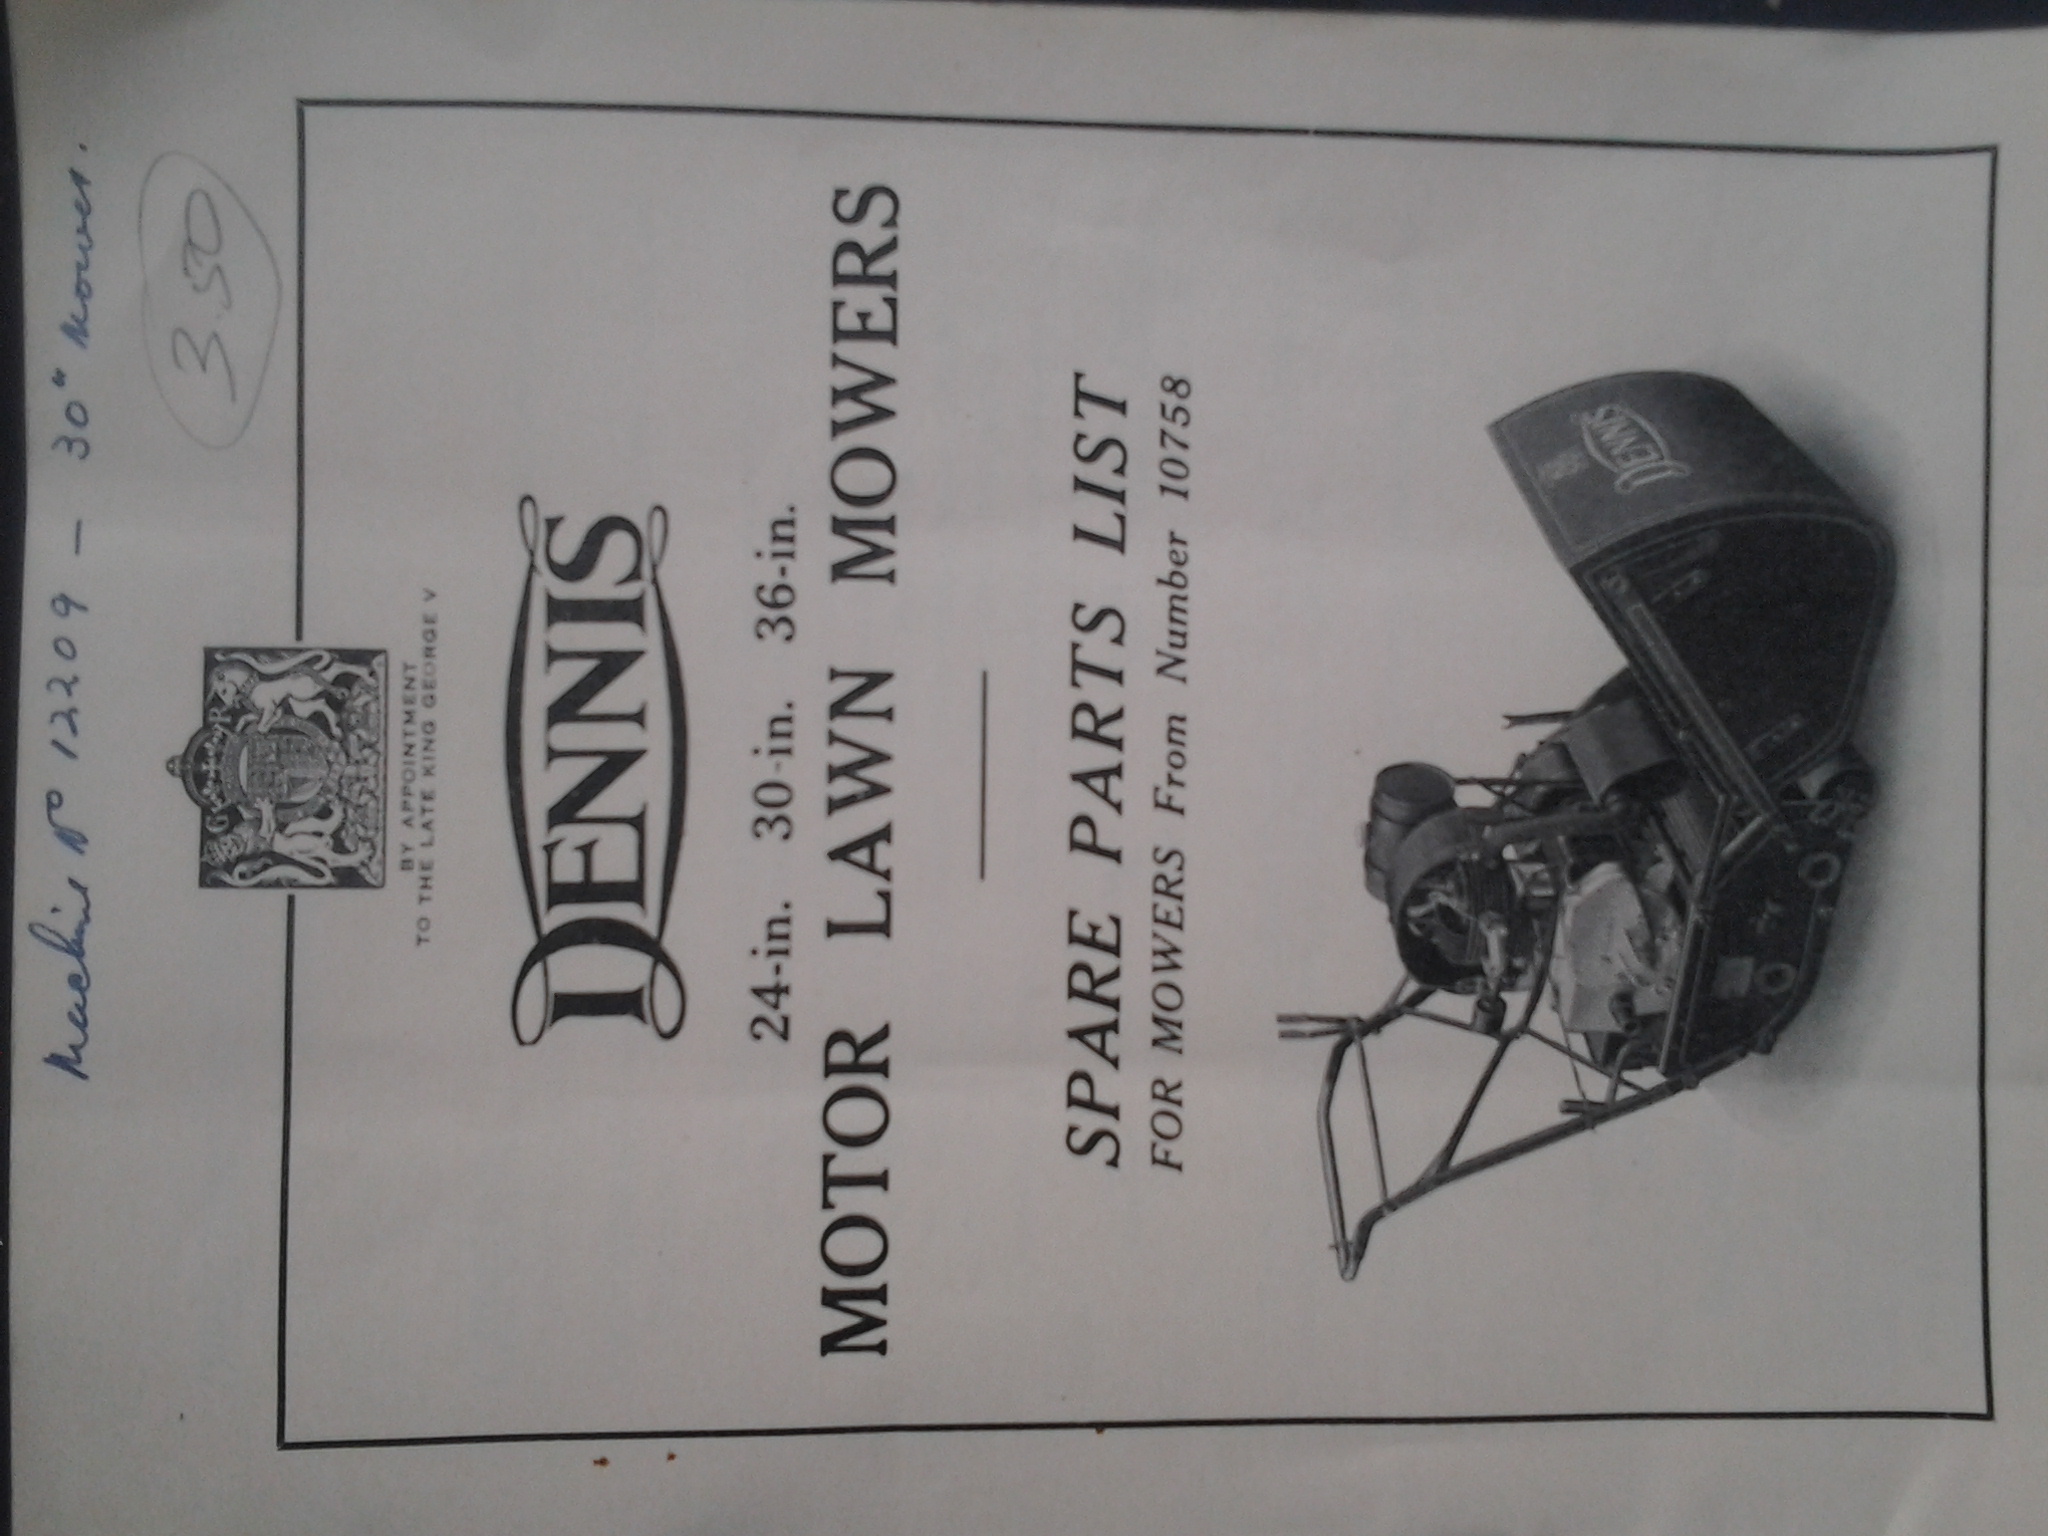 Machine No 12209 — 30" Mower.
3.50
G R
BY APPOINTMENT
TO THE LATE KING GEORGE V
DENNIS
24-in. 30-in. 36-in.
MOTOR LAWN MOWERS
SPARE PARTS LIST
FOR MOWERS From Number 10758
DENNIS